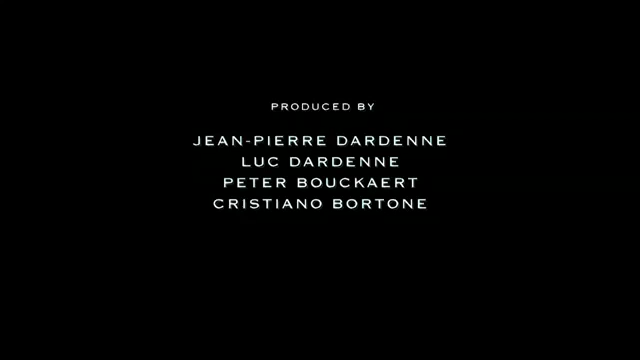 PRODUCED BY
JEAN-PIERRE DARDENNE
LUC DARDENNE
PETER BOUCKAERT
CRISTIANO BORTONE